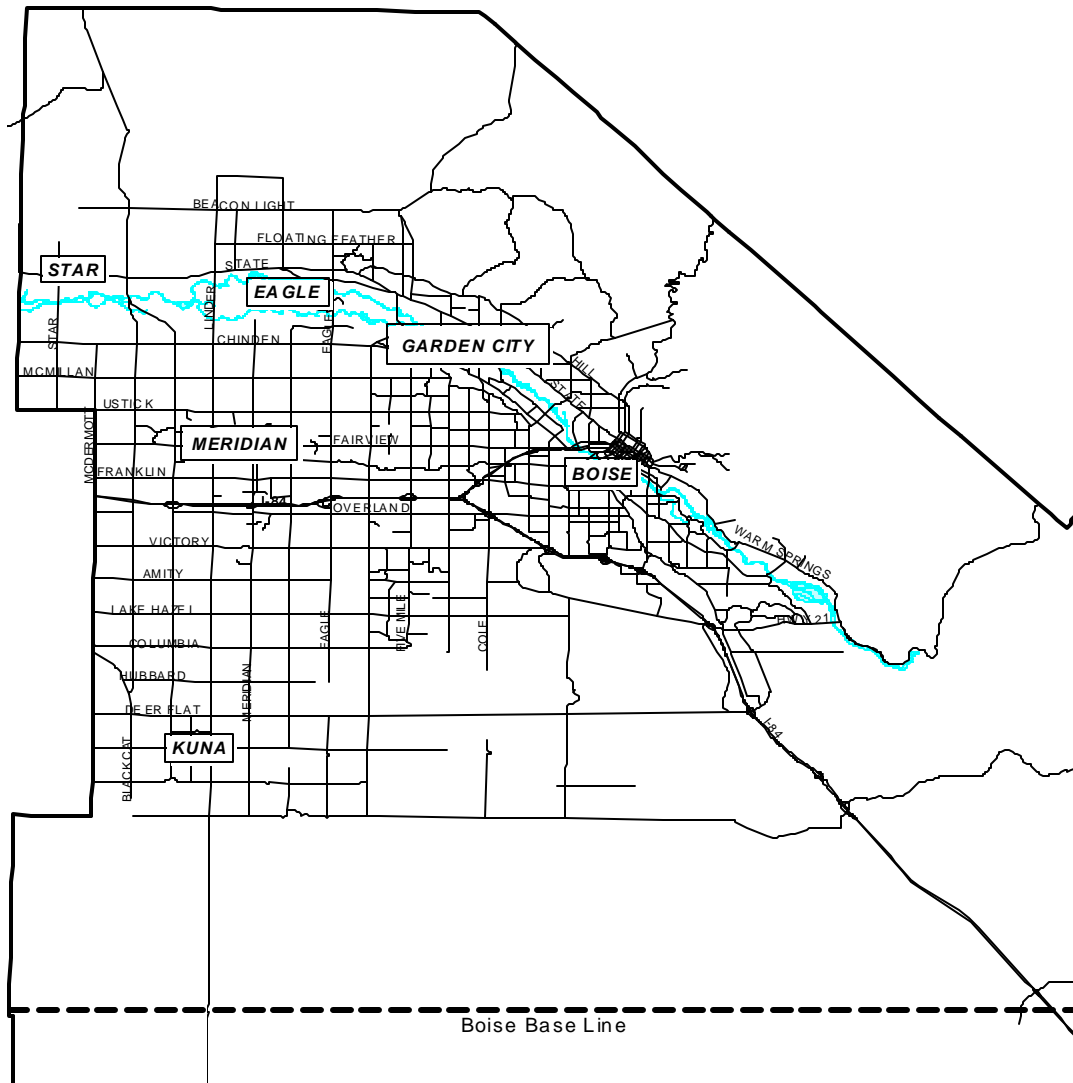 BEACON LIGHT
FLOATING FEATHER
STAR
STATE
EAGLE
LINDER
EAGLE
STAR
CHINDEN
GARDEN CITY
HILL
MCMILLAN
STATE
USTICK
MCDERMOTT
MERIDIAN
FAIRVIEW
FRANKLIN
BOISE
I-84
OVERLAND
VICTORY
WARM SPRINGS
AMITY
LAKE HAZEL
EAGLE
FIVE MILE
COLE
HWY 21
COLUMBIA
HUBBARD
MERIDIAN
DEER FLAT
I-84
KUNA
BLACKCAT
Boise Base Line